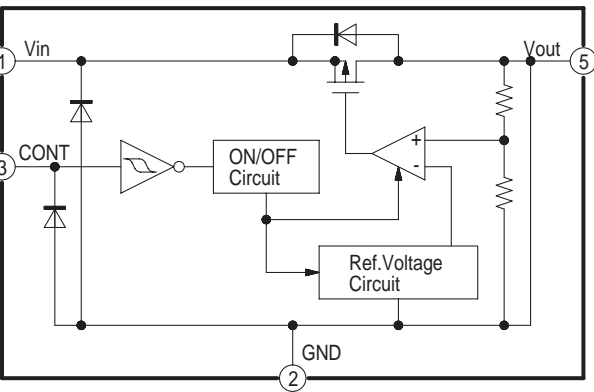 1 Vin
Vout 5
3 CONT
ON/OFF
Circuit
+
-
Ref.Voltage
Circuit
GND
2